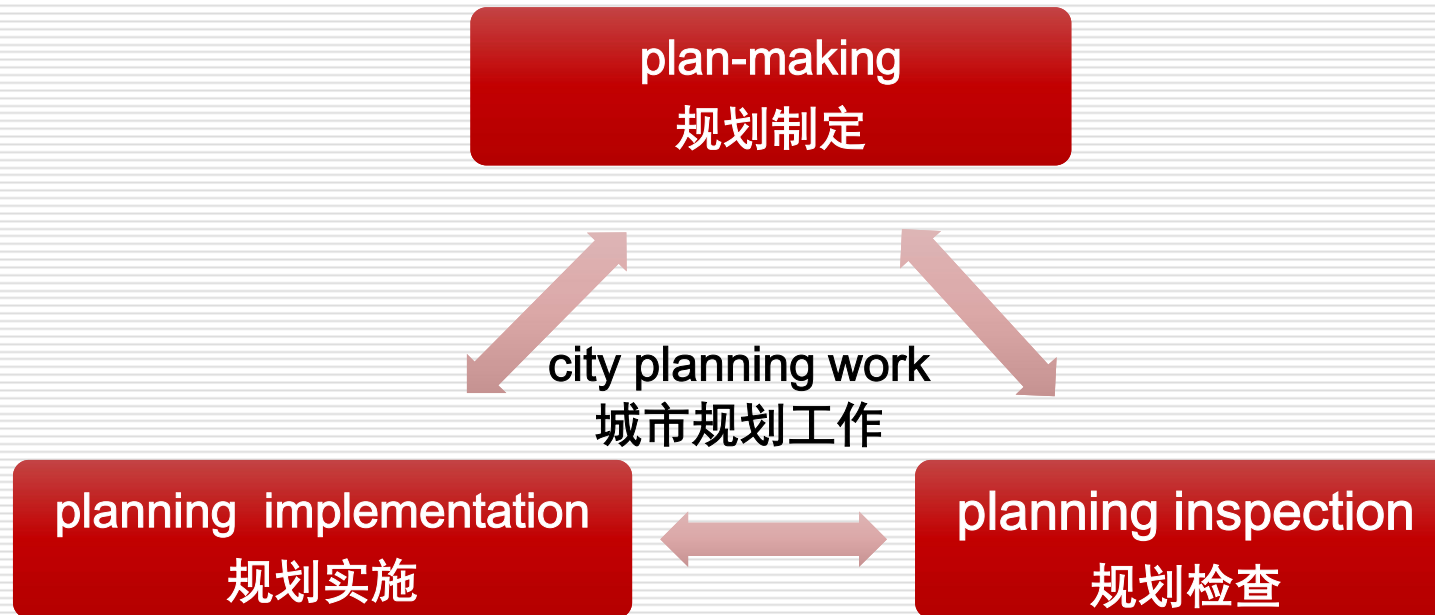 plan-making
规划制定
city planning work
城市规划工作
planning implementation
规划实施
planning inspection
规划检查